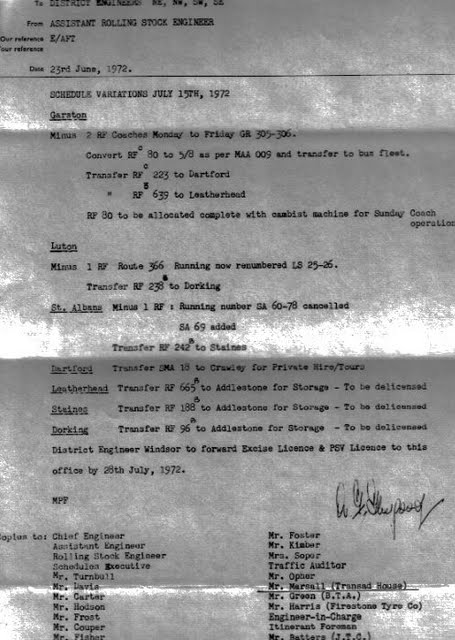 To DISTRICT ENGINEERS NE, NW, SW, SE
From ASSISTANT ROLLING STOCK ENGINEER
Our reference E/AFT
Your reference
Date 23rd June, 1972.
SCHEDULE VARIATIONS JULY 15TH, 1972
Garston
Minus 2 RF Coaches Monday to Friday GR 305-306.
Convert RF C 80 to 5/8 as per MAA 009 and transfer to bus fleet.
Transfer RF C 223 to Dartford
" RF B 639 to Leatherhead
RF 80 to be allocated complete with cambist machine for Sunday Coach
operation
Luton
Minus 1 RF Route 366 Running now renumbered LS 25-26.
Transfer RF 238 B to Dorking
St. Albans Minus 1 RF : Running number SA 60-78 cancelled
SA 69 added
Transfer RF 242 B to Staines
Dartford Transfer SMA 18 to Crawley for Private Hire/Tours
Leatherhead Transfer RF 665 B to Addlestone for Storage - To be delicensed
Staines Transfer RF 188 B to Addlestone for Storage - To be delicensed
Dorking Transfer RF 96 B to Addlestone for Storage - To be delicensed
District Engineer Windsor to forward Excise Licence & PSV Licence to this
office by 28th July, 1972.
MPF
Copies to: Chief Engineer
Assistant Engineer
Rolling Stock Engineer
Schedules Executive
Mr. Turnbull
Mr. Davis
Mr. Carter
Mr. Hodson
Mr. Frost
Mr. Couper
Mr. Fisher
Mr. Foster
Mr. Kimber
Mrs. Soper
Traffic Auditor
Mr. Opher
Mr. Marsall (Transad House)
Mr. Green (B.T.A.)
Mr. Harris (Firestone Tyre Co)
Engineer-in-Charge
Itinerant Foreman
Mr. Batters (J.T.C.)